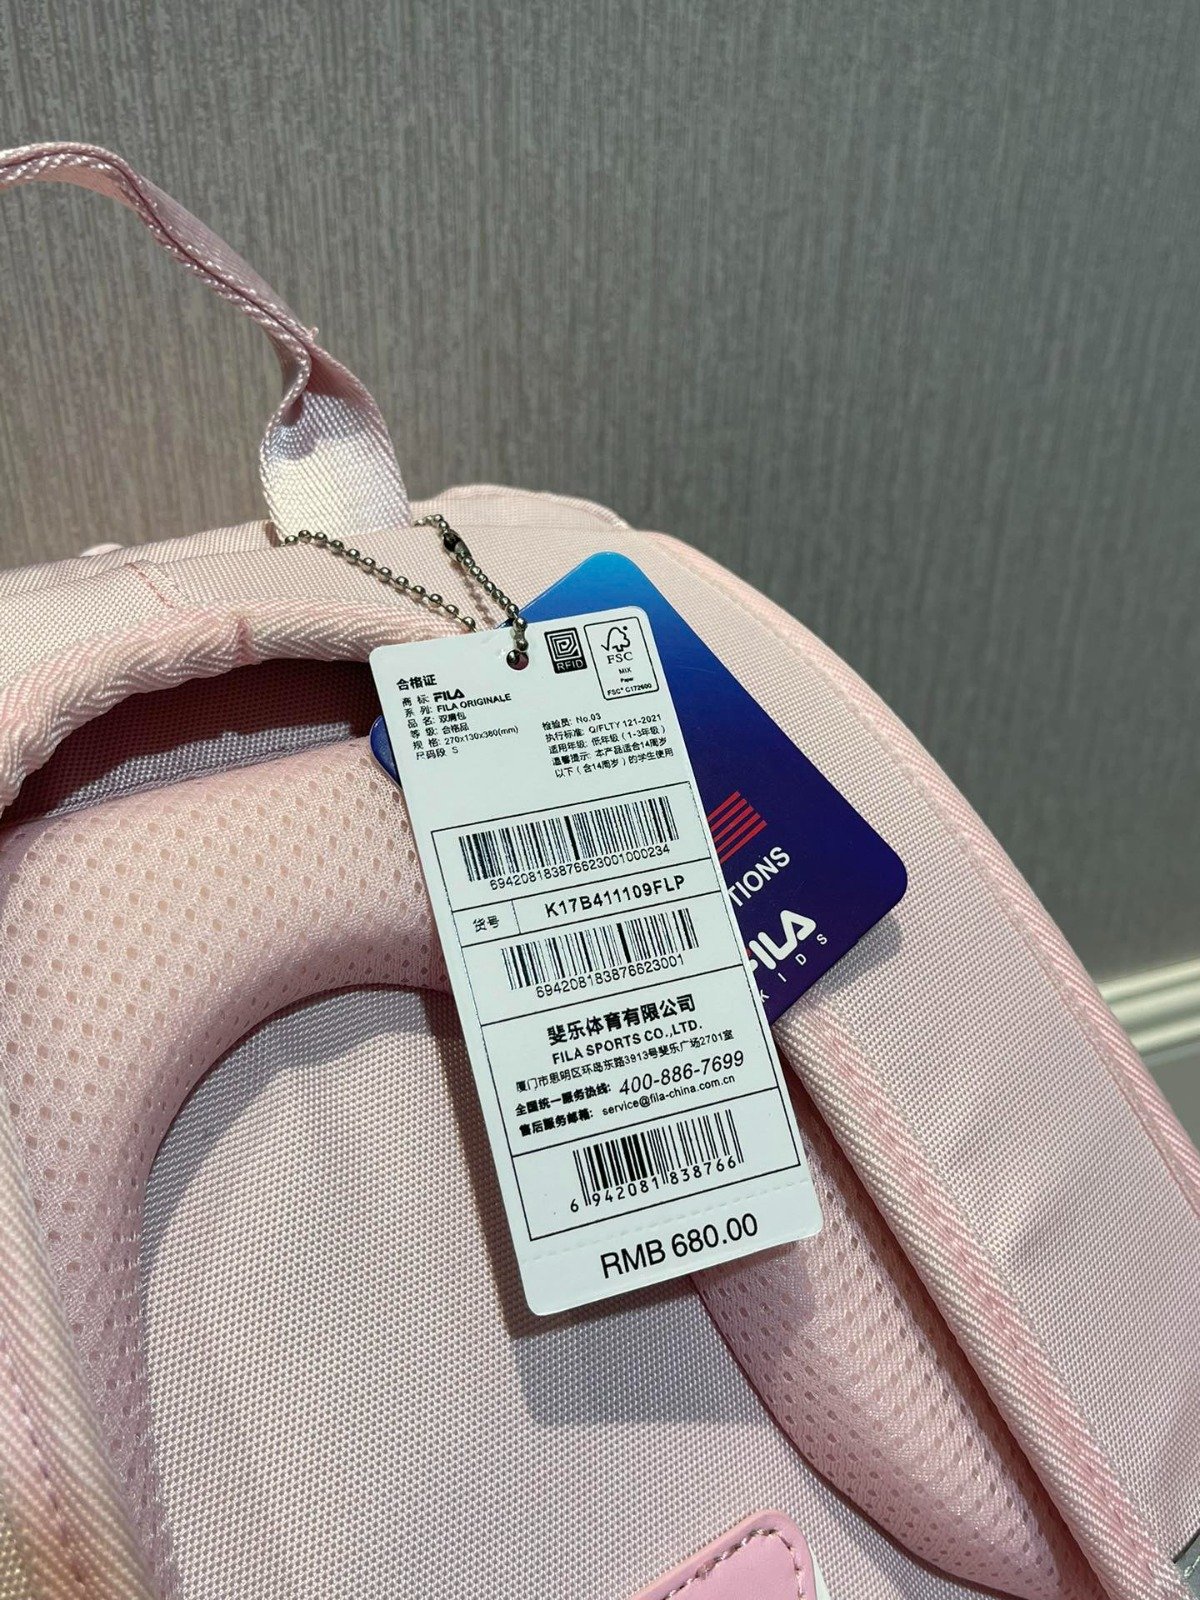 RFID
FSC
MIX
Paper
FSC® C172600
合格证
商 标: FILA
系 列: FILA ORIGINALE
品 名: 双肩包
等 级: 合格品
规 格: 270x130x380(mm)
尺码段 S
检验员: No.03
执行标准: Q/FLTY 121-2021
适用年级: 低年级（1-3年级）
温馨提示: 本产品适合14周岁
以下（含14周岁）的学生使用
694208183876623001000234
货号 K17B411109FLP
694208183876623001
斐乐体育有限公司
FILA SPORTS CO.,LTD.
厦门市思明区环岛东路3913号斐乐广场2701室
全国统一服务热线: 400-886-7699
售后服务邮箱: service@fila-china.com.cn
6 942081 838766
RMB 680.00
TIONS
FILA
KIDS